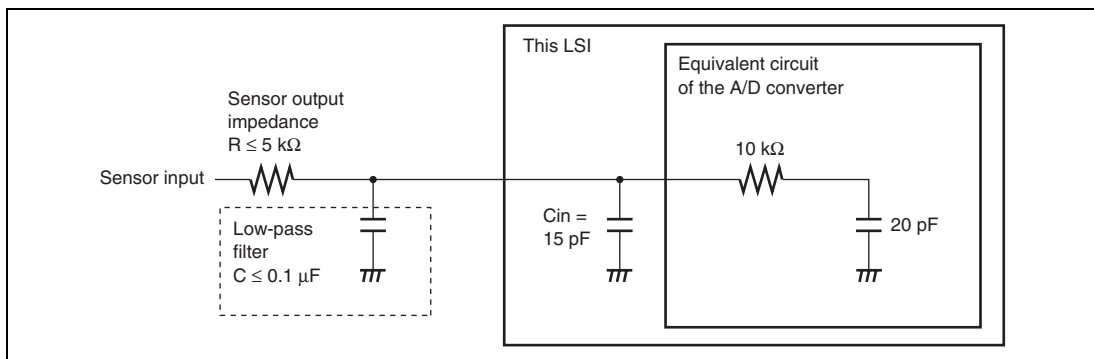 This LSI
Equivalent circuit
of the A/D converter
Sensor output
impedance
R ≤ 5 kΩ
10 kΩ
Sensor input
Low-pass
filter
C ≤ 0.1 μF
Cin =
15 pF
20 pF